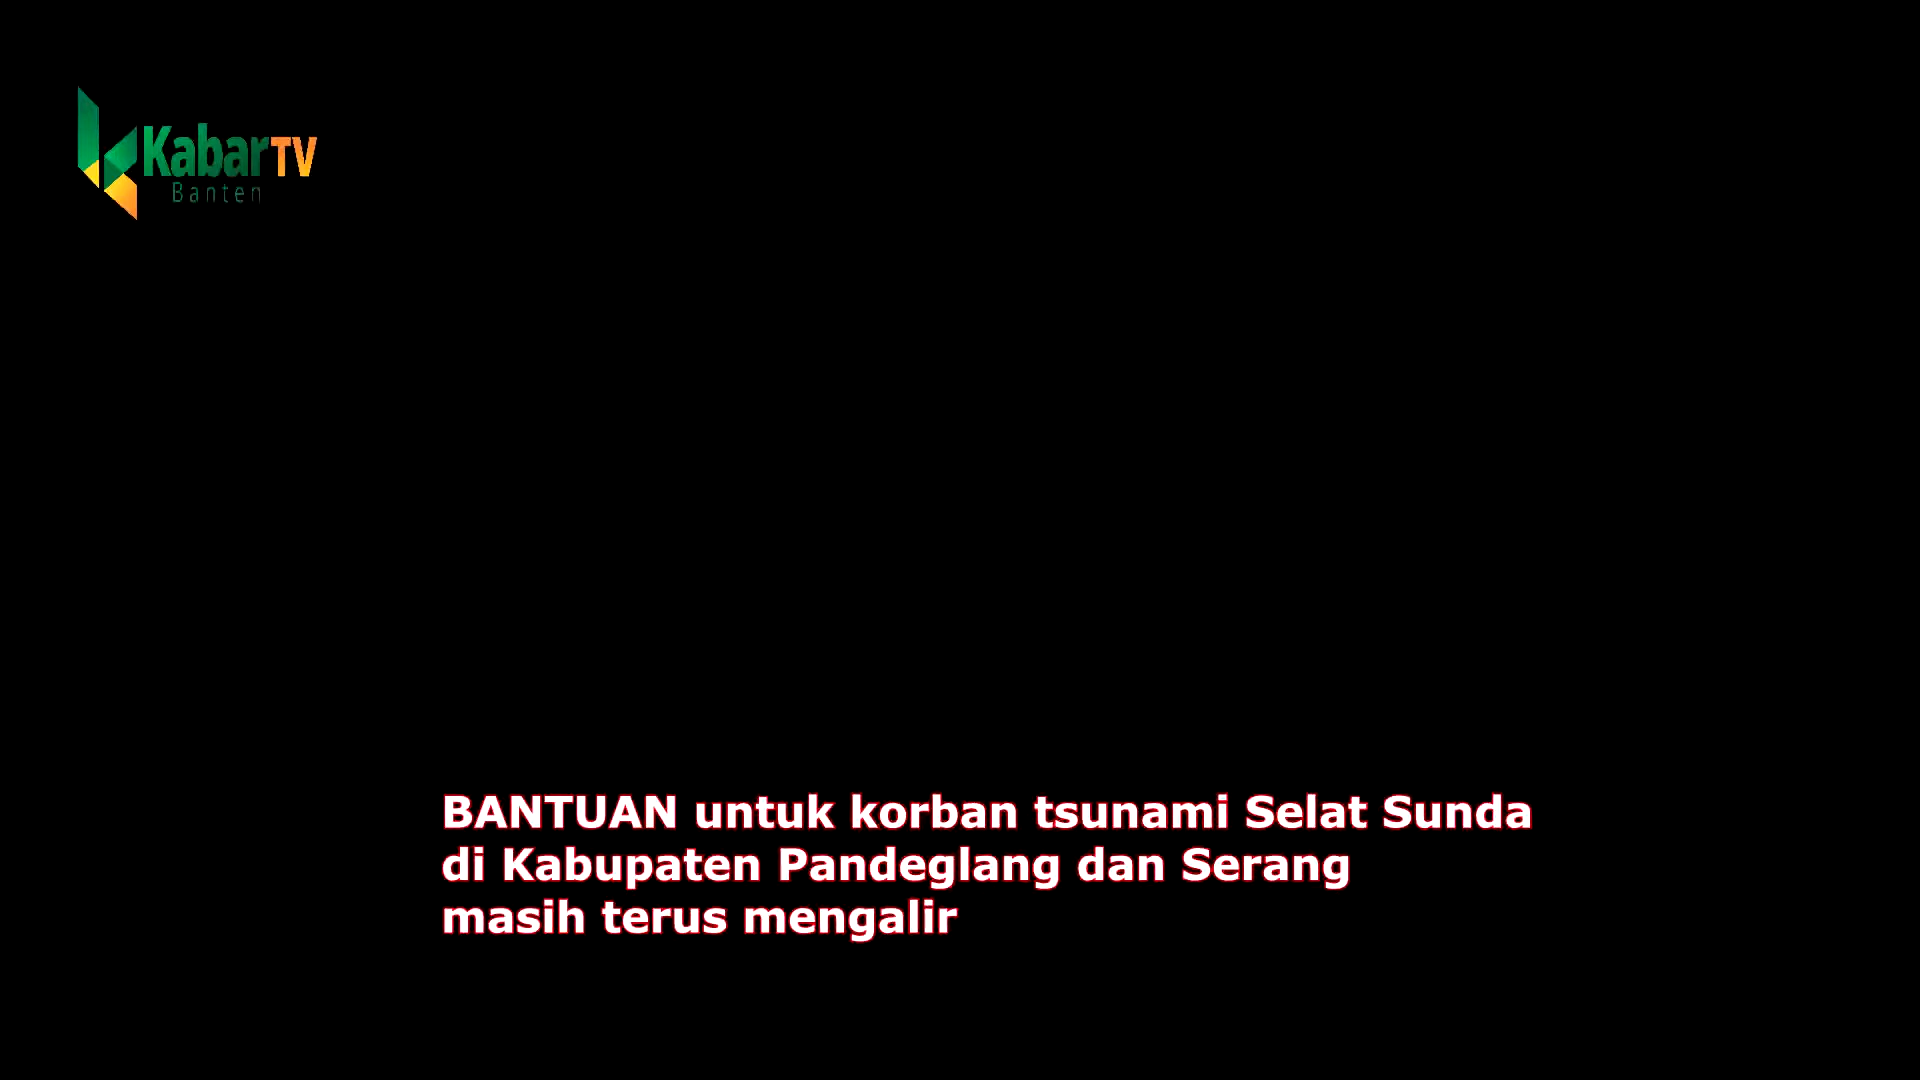 KabarTV
Banten
BANTUAN untuk korban tsunami Selat Sunda
di Kabupaten Pandeglang dan Serang
masih terus mengalir